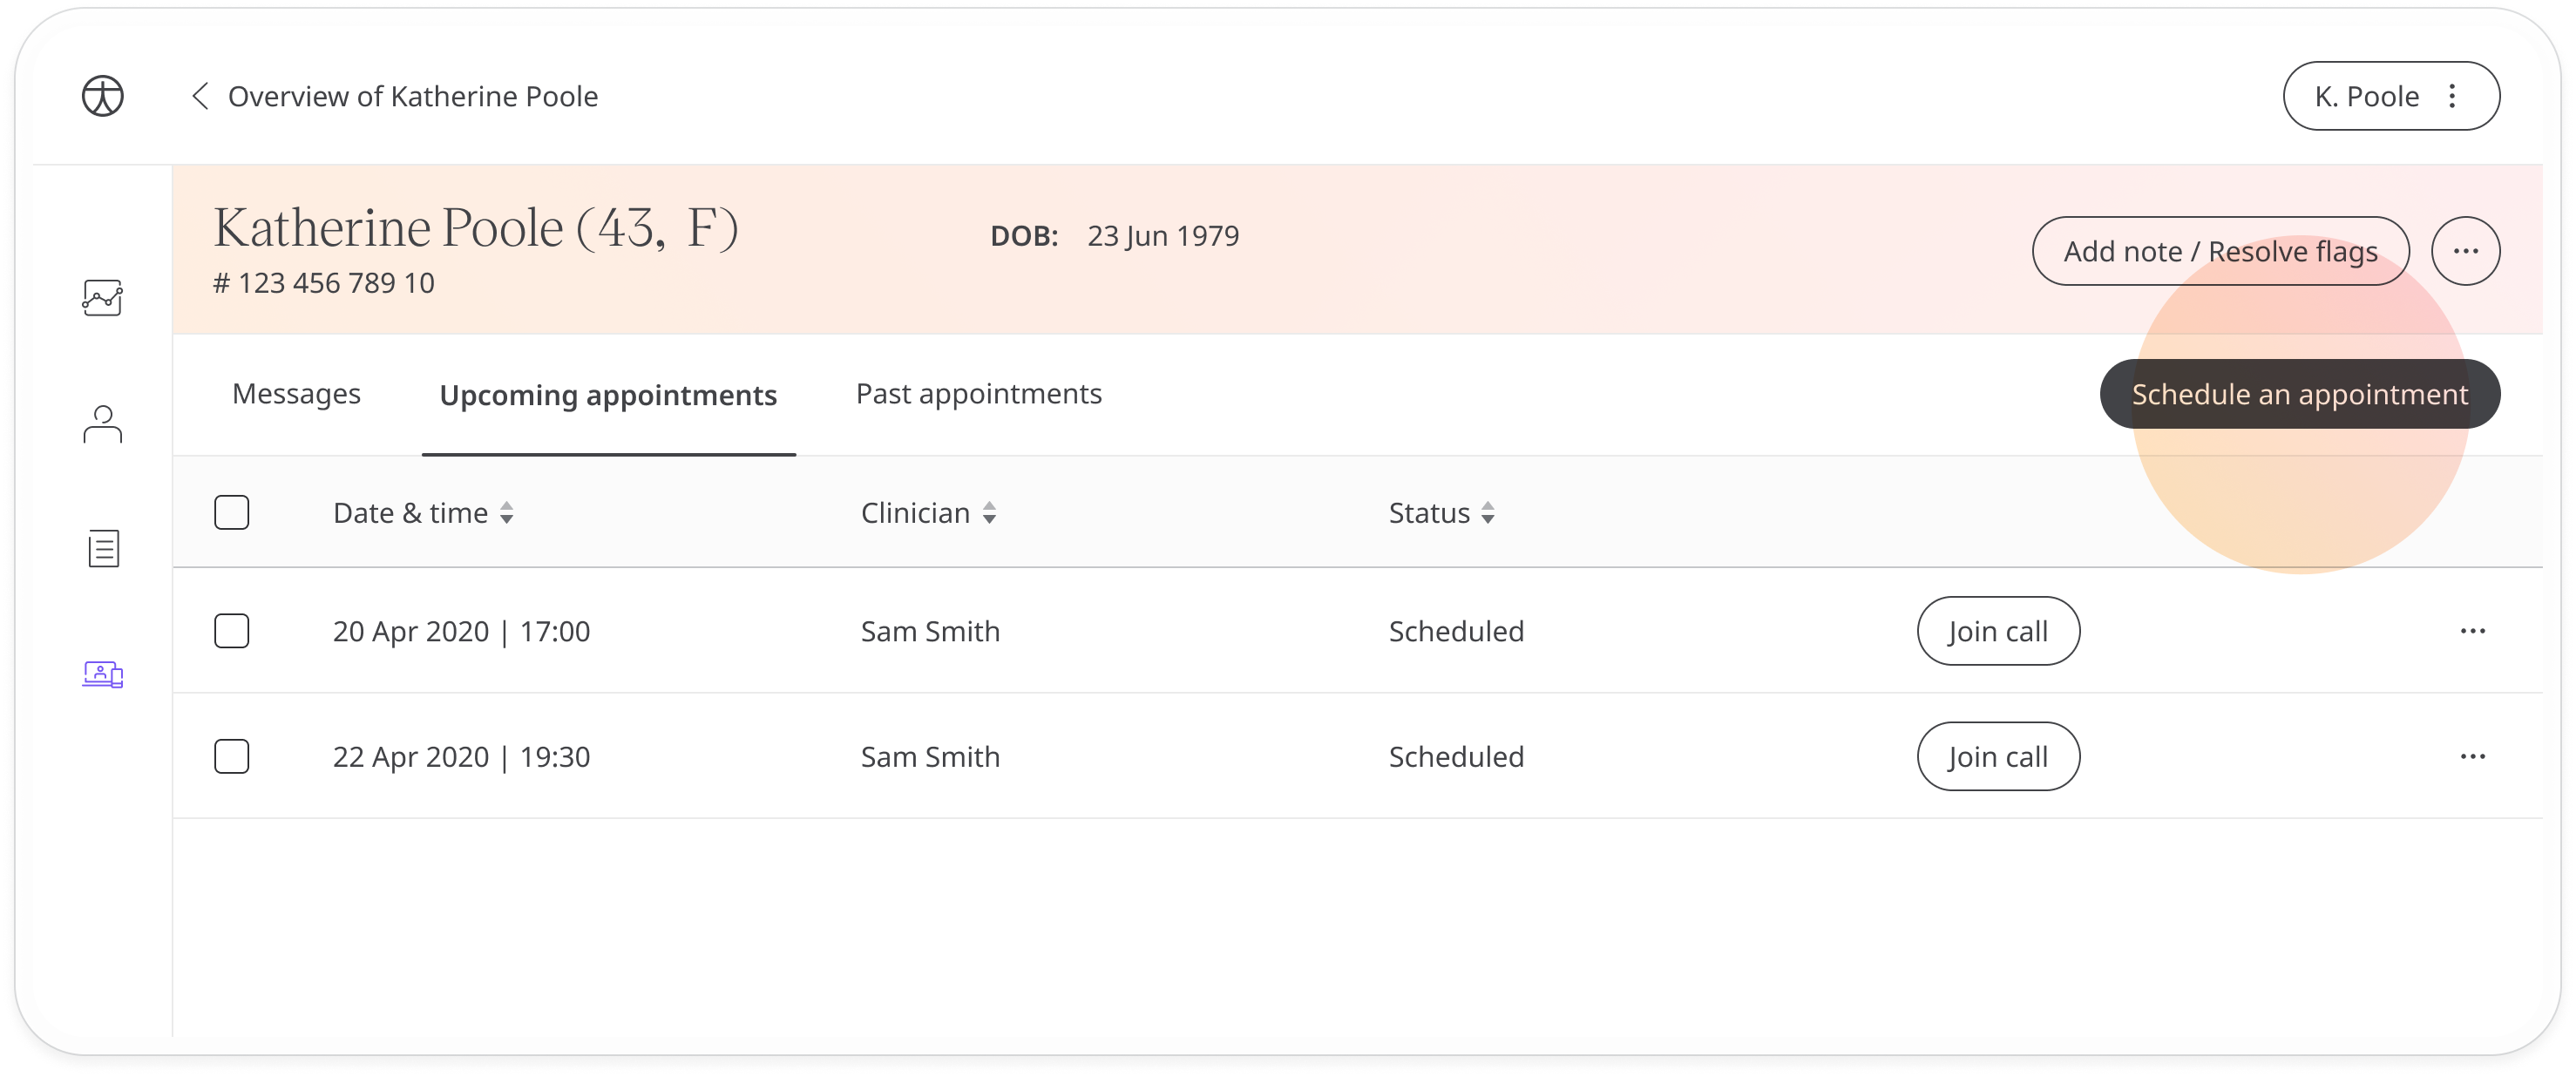 Overview of Katherine Poole
K. Poole
Katherine Poole (43, F)
DOB: 23 Jun 1979
# 123 456 789 10
Add note / Resolve flags
Messages
Upcoming appointments
Past appointments
Schedule an appointment
Date & time
Clinician
Status
20 Apr 2020 | 17:00
Sam Smith
Scheduled
Join call
22 Apr 2020 | 19:30
Sam Smith
Scheduled
Join call